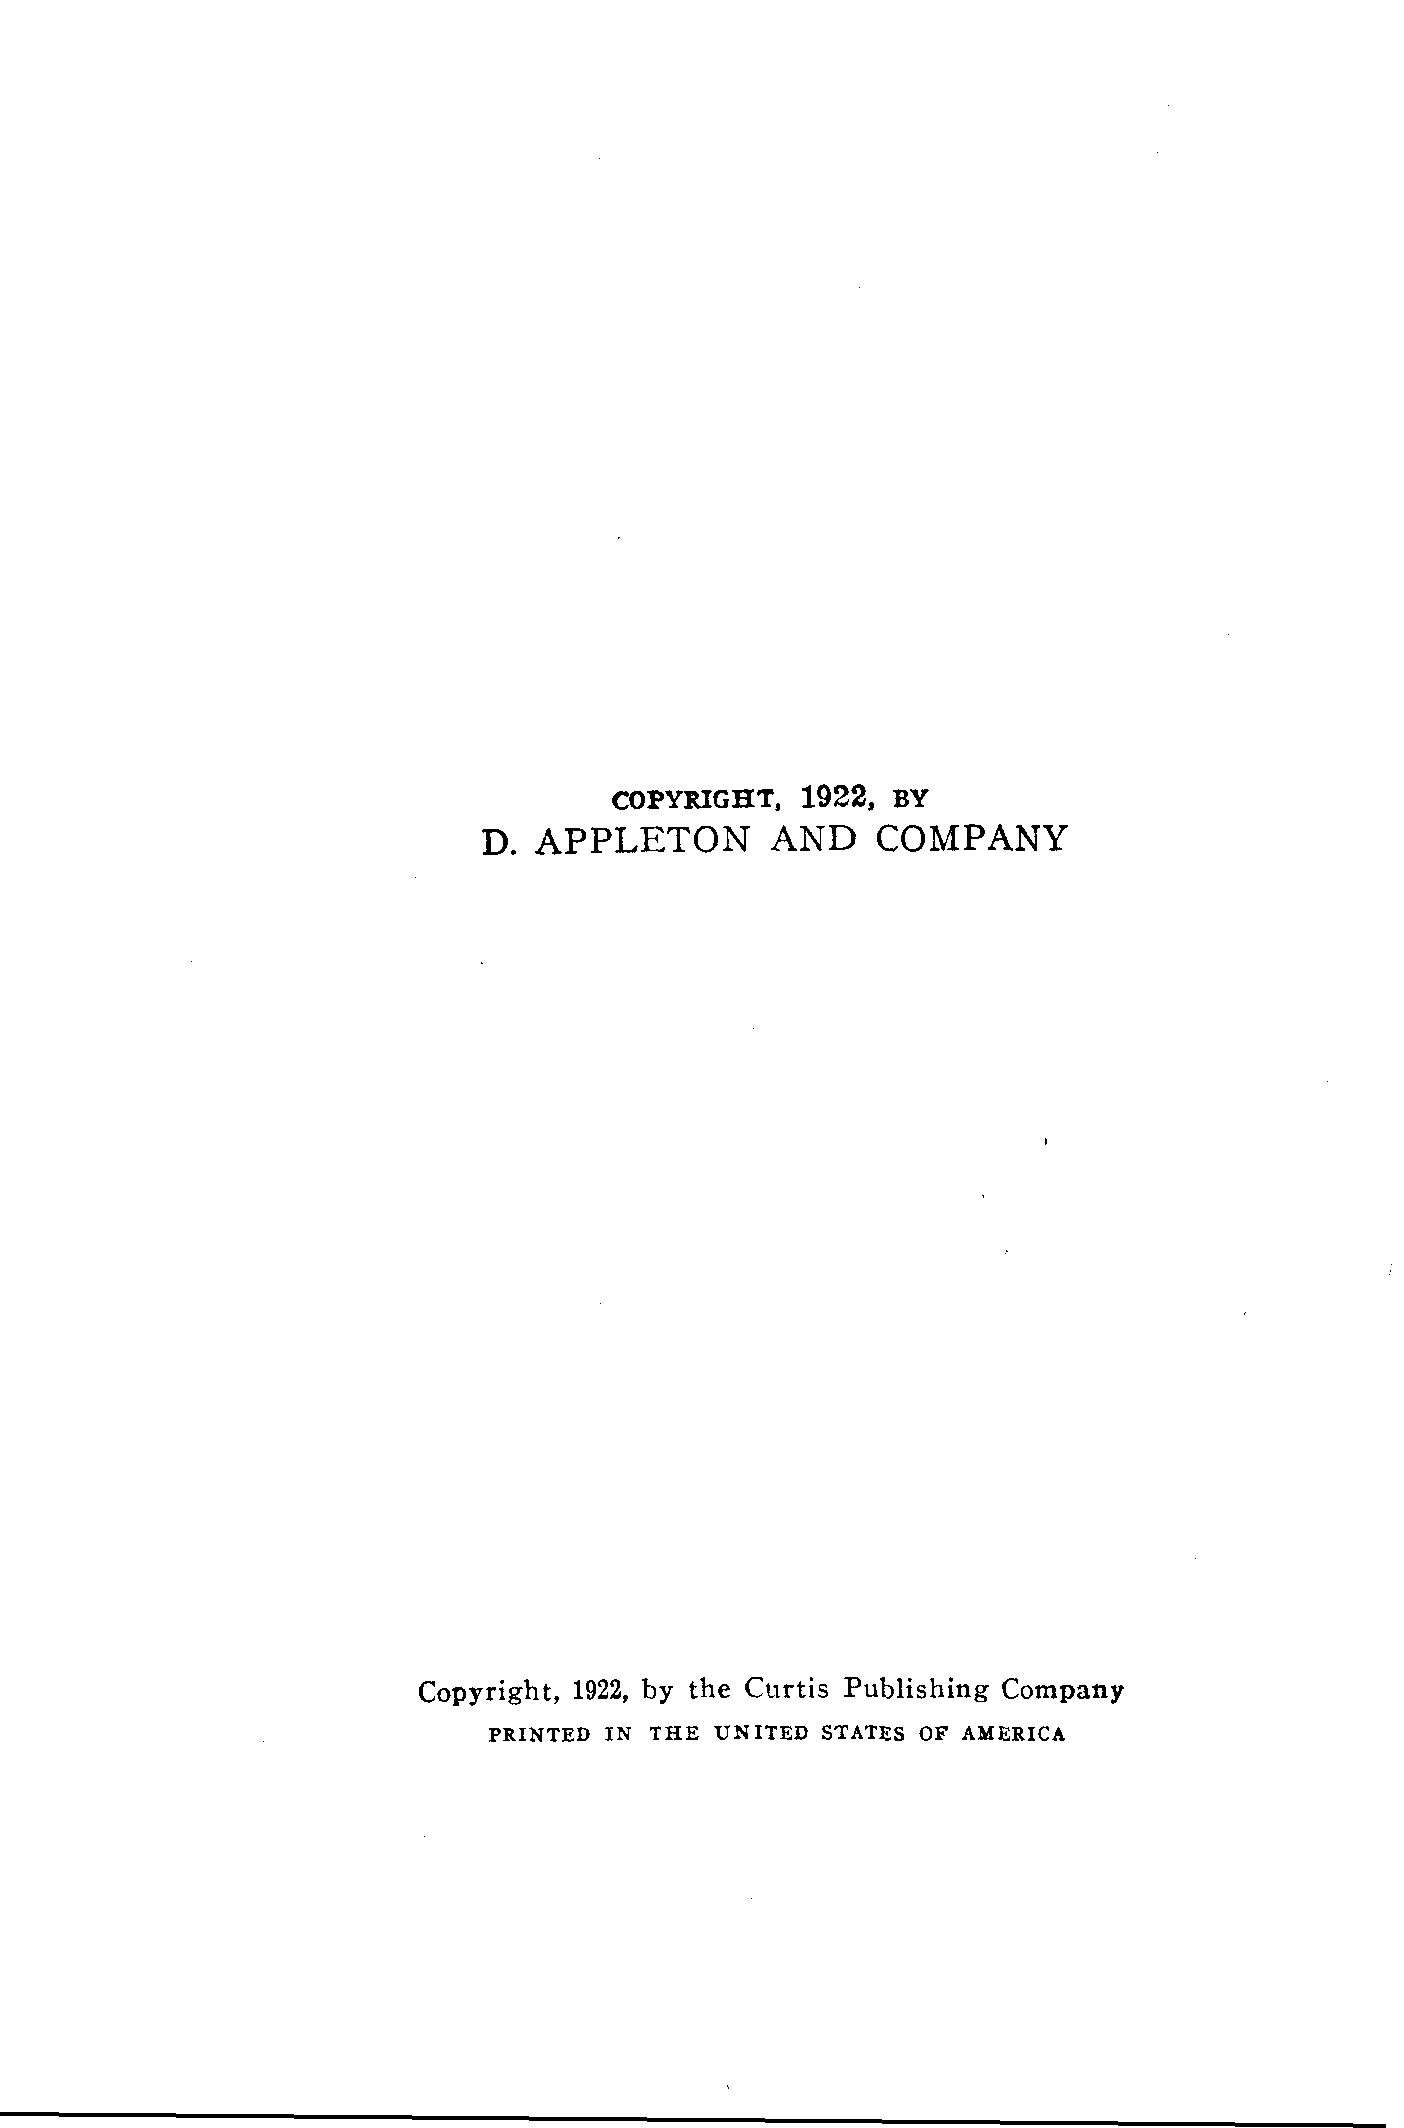 COPYRIGHT, 1922, BY
D. APPLETON AND COMPANY
Copyright, 1922, by the Curtis Publishing Company
PRINTED IN THE UNITED STATES OF AMERICA